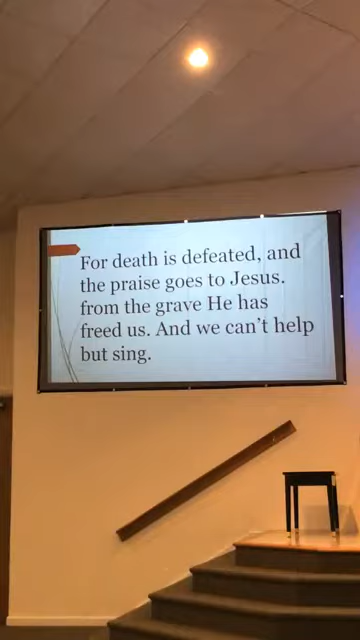 For death is defeated, and
the praise goes to Jesus.
from the grave He has
freed us. And we can't help
but sing.